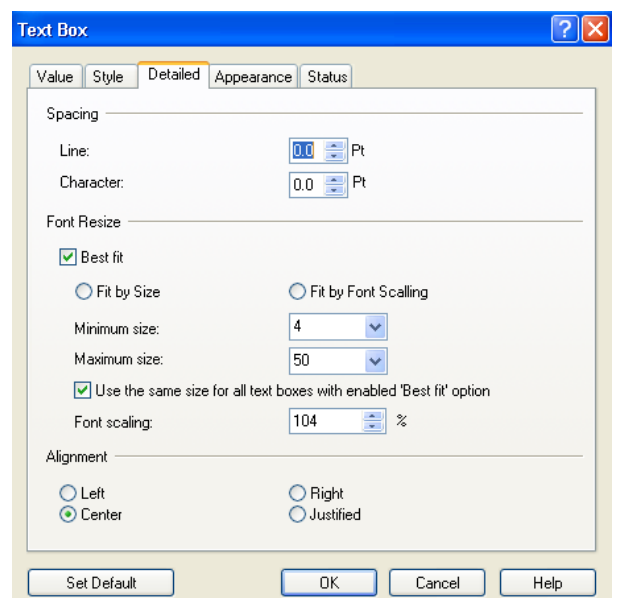 Text Box
Value Style Detailed Appearance Status
Spacing
Line: 0.0 Pt
Character: 0.0 Pt
Font Resize
Best fit
Fit by Size Fit by Font Scalling
Minimum size: 4
Maximum size: 50
Use the same size for all text boxes with enabled 'Best fit' option
Font scaling: 104 %
Alignment
Left Right
Center Justified
Set Default OK Cancel Help